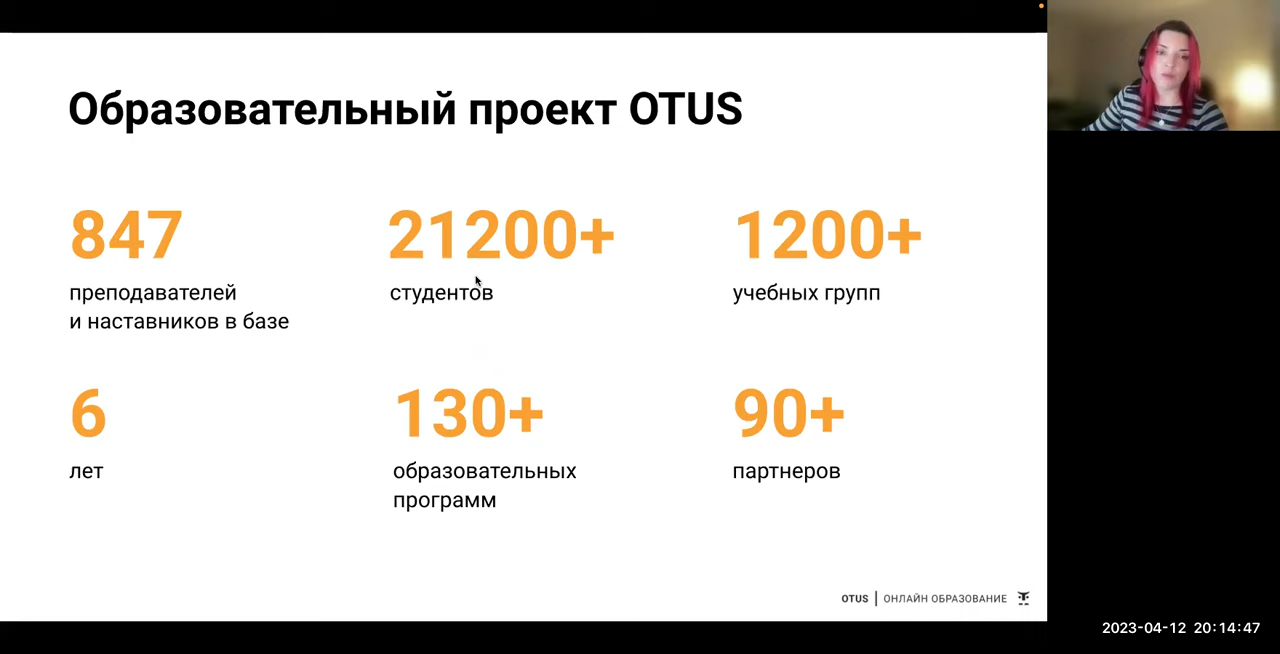 Образовательный проект OTUS
847
преподавателей
и наставников в базе
21200+
студентов
1200+
учебных групп
6
лет
130+
образовательных
программ
90+
партнеров
OTUS | ОНЛАЙН ОБРАЗОВАНИЕ
2023-04-12 20:14:47